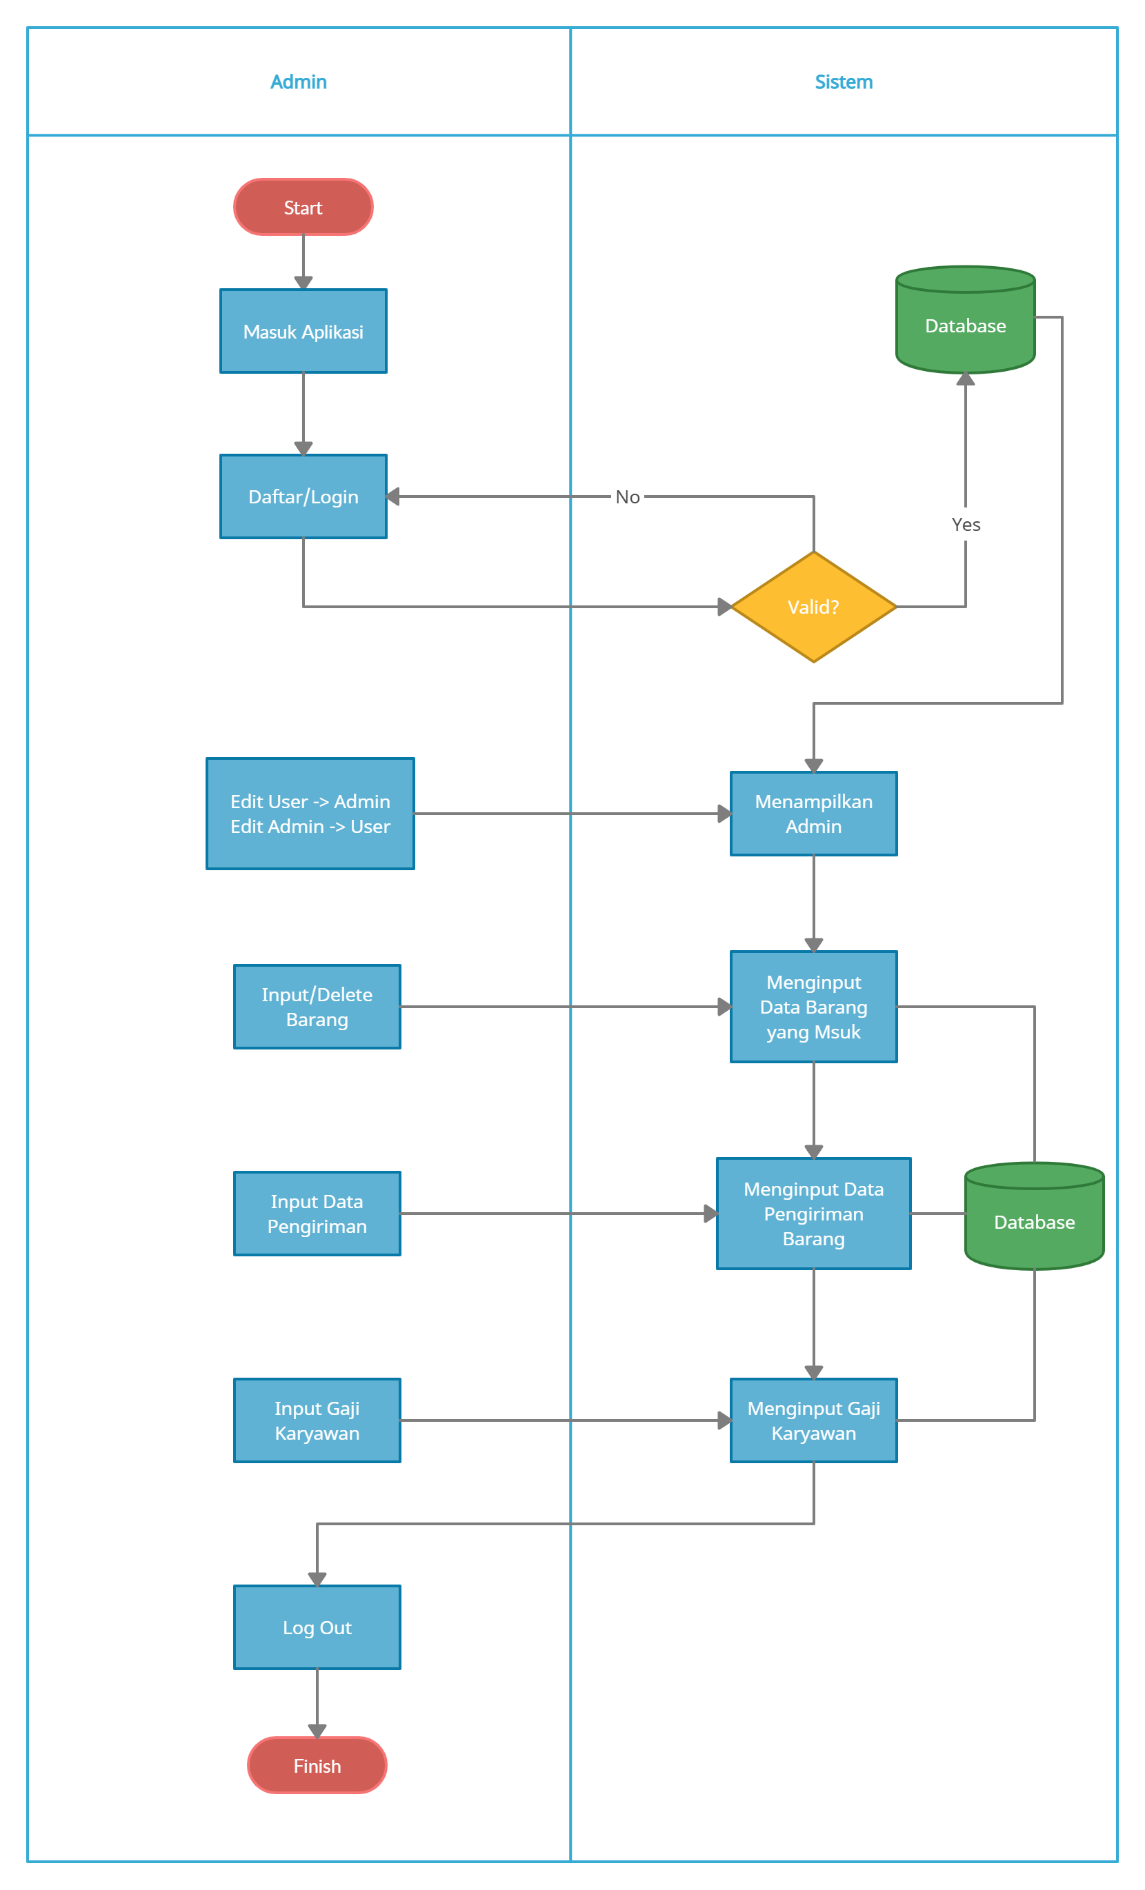 Admin
Sistem
Start
Masuk Aplikasi
Database
Daftar/Login
No
Yes
Valid?
Edit User -> Admin
Edit Admin -> User
Menampilkan
Admin
Input/Delete
Barang
Menginput
Data Barang
yang Msuk
Input Data
Pengiriman
Menginput Data
Pengiriman
Barang
Database
Input Gaji
Karyawan
Menginput Gaji
Karyawan
Log Out
Finish